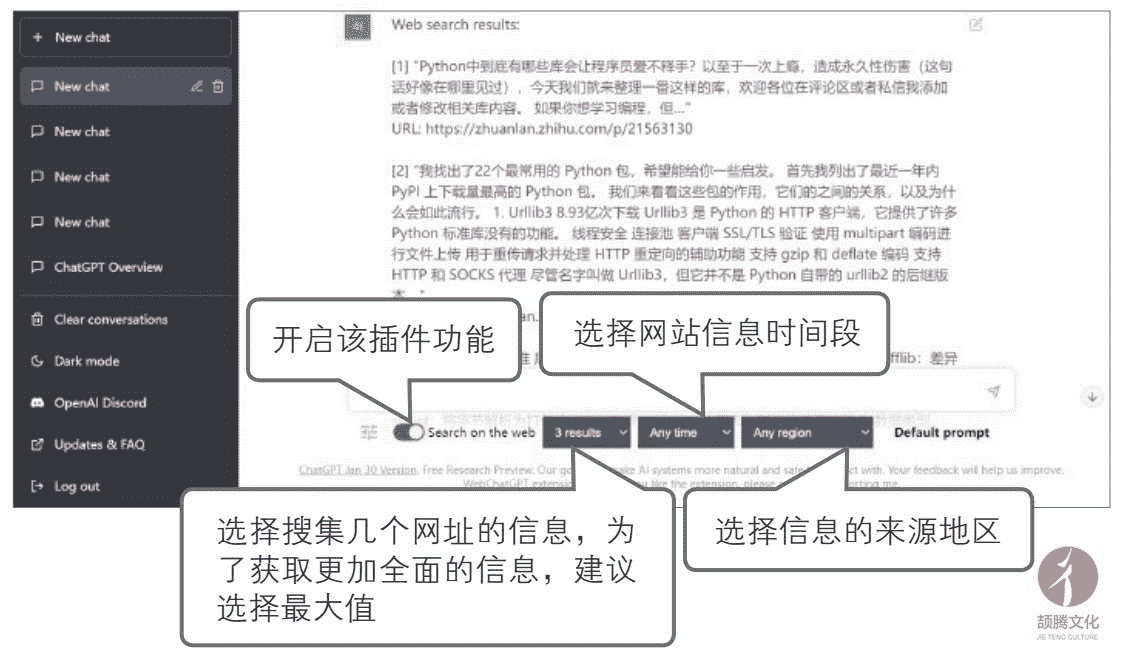 New chat
New chat
New chat
New chat
New chat
ChatGPT Overview
Clear conversations
Dark mode
OpenAI Discord
Updates & FAQ
Log out
Web search results:
[1] "Python中到底有哪些库会让程序员爱不释手？以至于一次上瘾，造成永久性伤害（这句
话好像在哪里见过），今天我们就来整理一番这样的库，欢迎各位在评论区或者私信我添加
或者修改相关库内容。 如果你想学习编程，但..."
URL: https://zhuanlan.zhihu.com/p/21563130
[2] "我找出了22个最常用的 Python 包，希望能给你一些启发。 首先我列出了最近一年内
PyPI 上下载量最高的 Python 包。 我们来看看这些包的作用，它们的之间的关系，以及为什
么会如此流行。 1. Urllib3 8.93亿次下载 Urllib3 是 Python 的 HTTP 客户端，它提供了许多
Python 标准库没有的功能。 线程安全 连接池 客户端 SSL/TLS 验证 使用 multipart 编码进
行文件上传 用于重传请求并处理 HTTP 重定向的辅助功能 支持 gzip 和 deflate 编码 支持
HTTP 和 SOCKS 代理 尽管名字叫做 Urllib3，但它并不是 Python 自带的 urllib2 的后继版
开启该插件功能
选择网站信息时间段
fflib：差异
Search on the web
3 results
Any time
Any region
Default prompt
ChatGPT Jan 30 Version. Free Research Preview. Our make AI systems more natural and with. Your feedback will help us improve.
WebChatGPT like the extension, me.
选择搜集几个网址的信息，为
了获取更加全面的信息，建议
选择最大值
选择信息的来源地区
颉腾文化
JIE TENG CULTURE